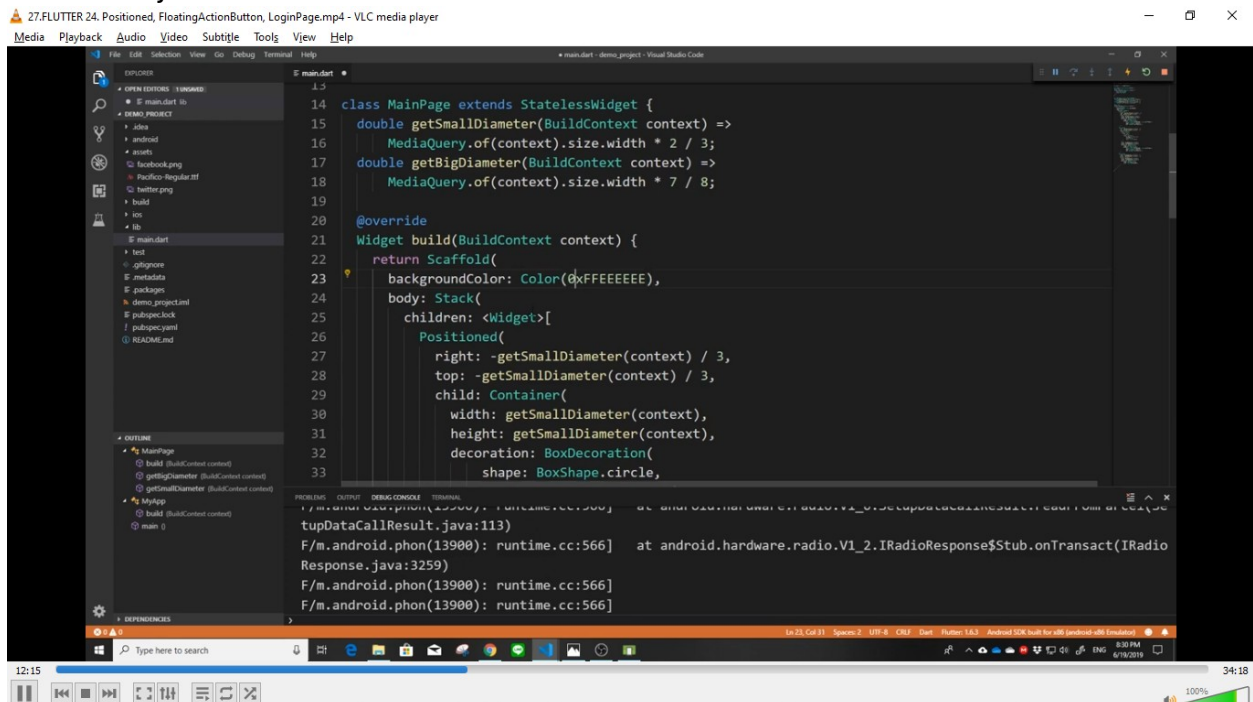 27.FLUTTER 24. Positioned, FloatingActionButton, LoginPage.mp4 - VLC media player
Media Playback Audio Video Subtitle Tools View Help
File Edit Selection View Go Debug Terminal Help
● main.dart - demo_project - Visual Studio Code
EXPLORER
OPEN EDITORS 1 UNSAVED
● main.dart lib
DEMO_PROJECT
.idea
android
assets
facebook.png
Pacifico-Regular.ttf
twitter.png
build
ios
lib
main.dart
test
.gitignore
.metadata
.packages
demo_project.iml
pubspec.lock
pubspec.yaml
README.md
OUTLINE
MainPage
build (BuildContext context)
getBigDiameter (BuildContext context)
getSmallDiameter (BuildContext context)
MyApp
build (BuildContext context)
main ()
DEPENDENCIES
main.dart ●
13
14 class MainPage extends StatelessWidget {
15 double getSmallDiameter(BuildContext context) =>
16 MediaQuery.of(context).size.width * 2 / 3;
17 double getBigDiameter(BuildContext context) =>
18 MediaQuery.of(context).size.width * 7 / 8;
19
20 @override
21 Widget build(BuildContext context) {
22 return Scaffold(
23 backgroundColor: Color(0xFFEEEEEE),
24 body: Stack(
25 children: <Widget>[
26 Positioned(
27 right: -getSmallDiameter(context) / 3,
28 top: -getSmallDiameter(context) / 3,
29 child: Container(
30 width: getSmallDiameter(context),
31 height: getSmallDiameter(context),
32 decoration: BoxDecoration(
33 shape: BoxShape.circle,
PROBLEMS OUTPUT DEBUG CONSOLE TERMINAL
tupDataCallResult.java:113)
F/m.android.phon(13900): runtime.cc:566] at android.hardware.radio.V1_2.IRadioResponse$Stub.onTransact(IRadio
Response.java:3259)
F/m.android.phon(13900): runtime.cc:566]
F/m.android.phon(13900): runtime.cc:566]
0 0
Ln 23, Col 31 Spaces: 2 UTF-8 CRLF Dart Flutter: 1.6.3 Android SDK built for x86 (android-x86 Emulator)
Type here to search
ENG
8:30 PM
6/19/2019
12:15
34:18
100%